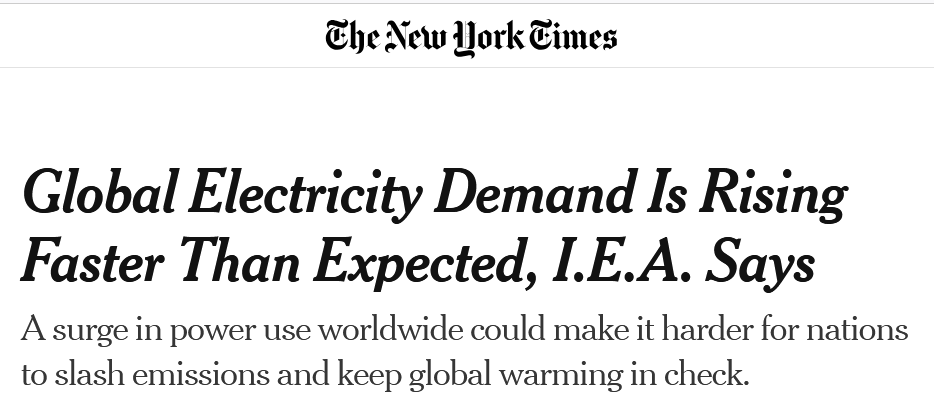 The New York Times
Global Electricity Demand Is Rising
Faster Than Expected, I.E.A. Says
A surge in power use worldwide could make it harder for nations
to slash emissions and keep global warming in check.